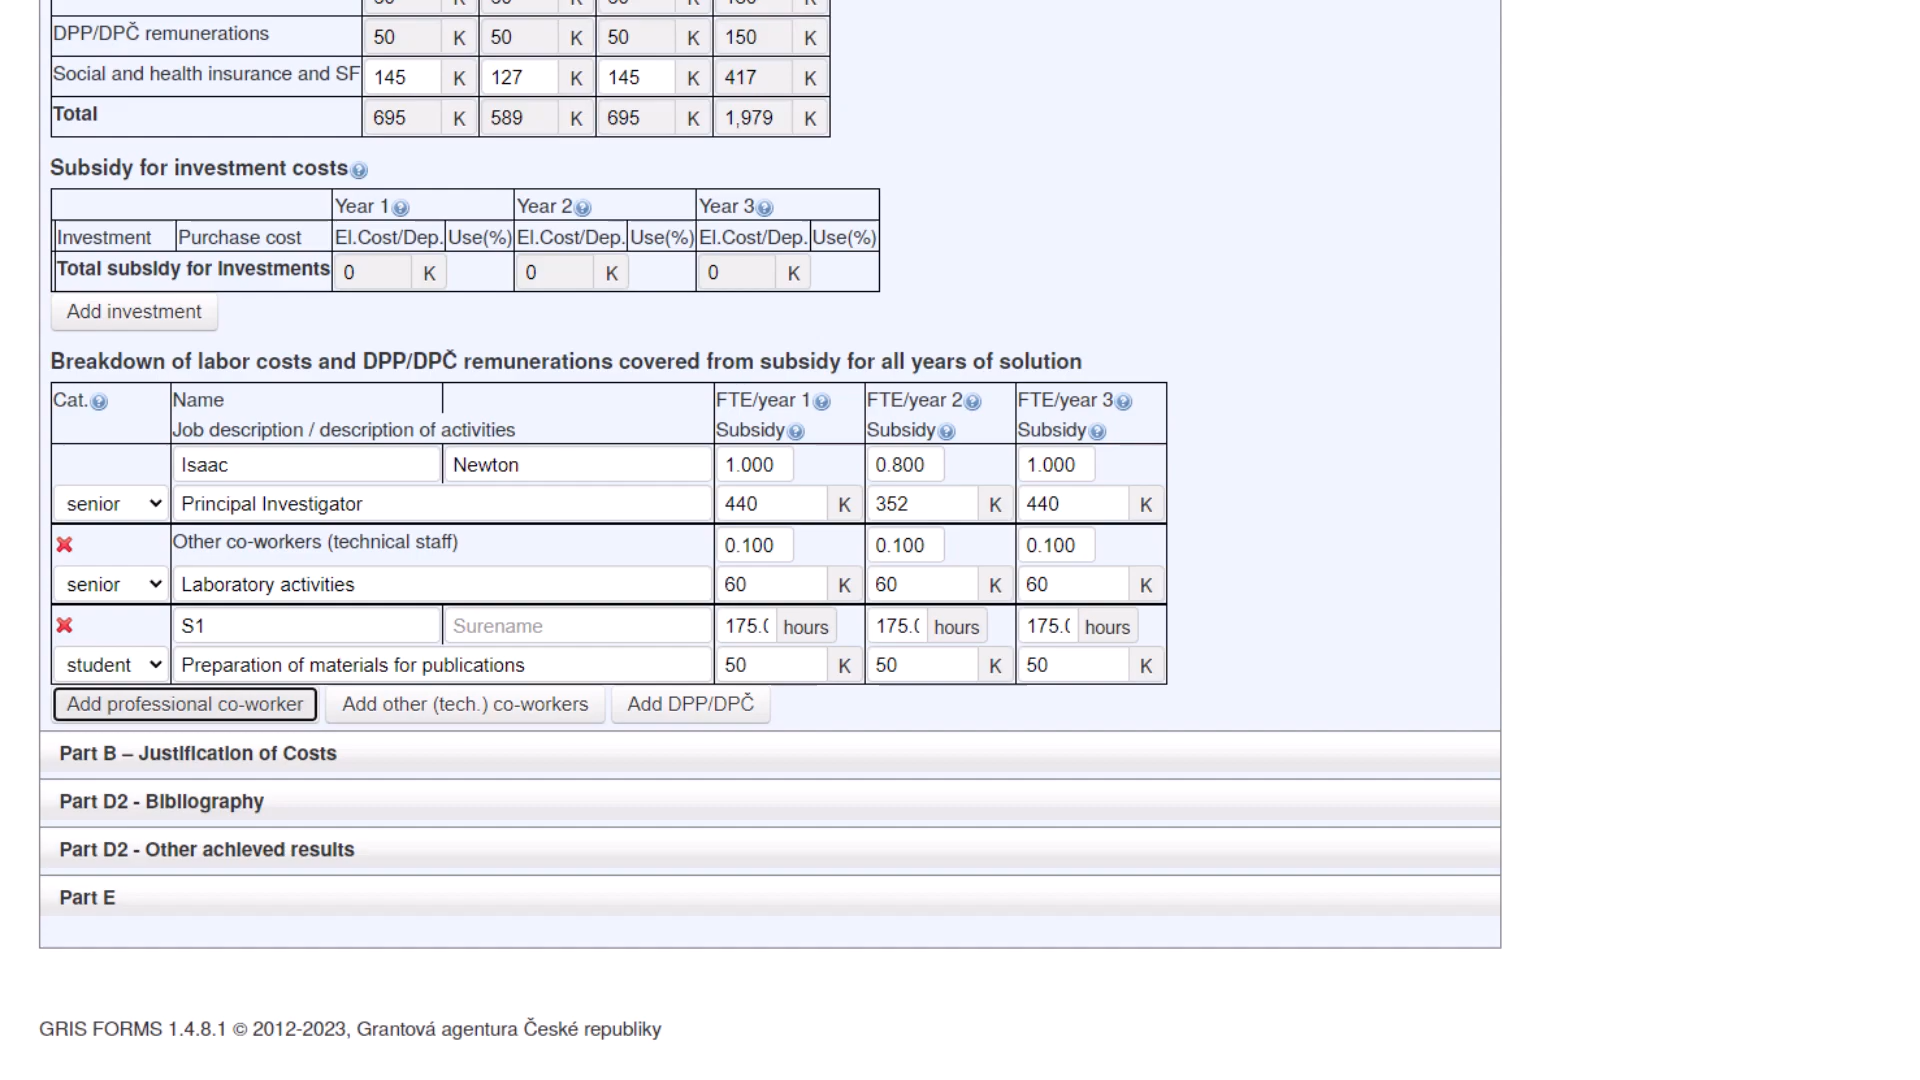 DPP/DPČ remunerations 50 K 50 K 50 K 150 K
Social and health insurance and SF 145 K 127 K 145 K 417 K
Total 695 K 589 K 695 K 1,979 K
Subsidy for investment costs
Year 1 Year 2 Year 3
Investment Purchase cost El.Cost/Dep. Use(%) El.Cost/Dep. Use(%) El.Cost/Dep. Use(%)
Total subsidy for investments 0 K 0 K 0 K
Add investment
Breakdown of labor costs and DPP/DPČ remunerations covered from subsidy for all years of solution
Cat. Name FTE/year 1 FTE/year 2 FTE/year 3
Job description / description of activities Subsidy Subsidy Subsidy
Isaac Newton 1.000 0.800 1.000
senior Principal Investigator 440 K 352 K 440 K
Other co-workers (technical staff) 0.100 0.100 0.100
senior Laboratory activities 60 K 60 K 60 K
S1 Surename 175.0 hours 175.0 hours 175.0 hours
student Preparation of materials for publications 50 K 50 K 50 K
Add professional co-worker Add other (tech.) co-workers Add DPP/DPČ
Part B – Justification of Costs
Part D2 - Bibliography
Part D2 - Other achieved results
Part E
GRIS FORMS 1.4.8.1 © 2012-2023, Grantová agentura České republiky